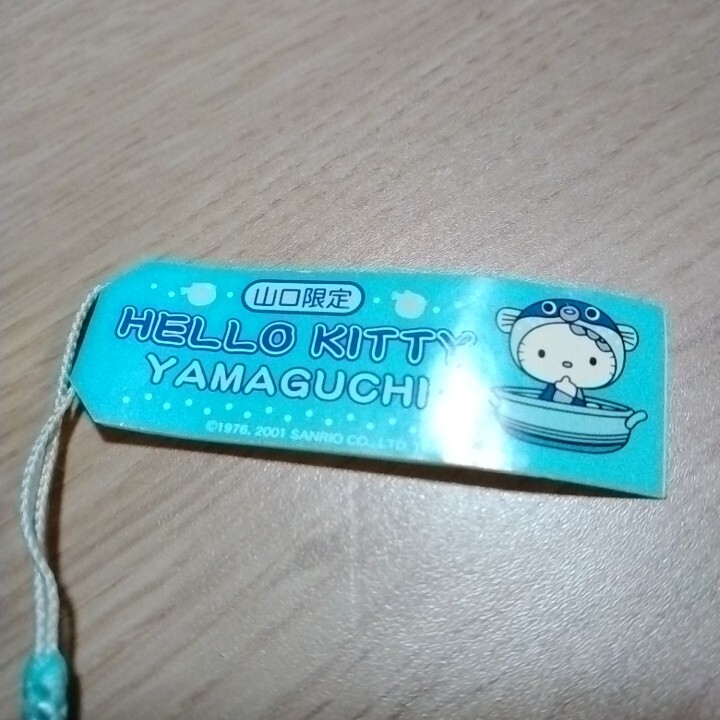 山口限定
HELLO KITTY
YAMAGUCHI
©1976, 2001 SANRIO CO., LTD.